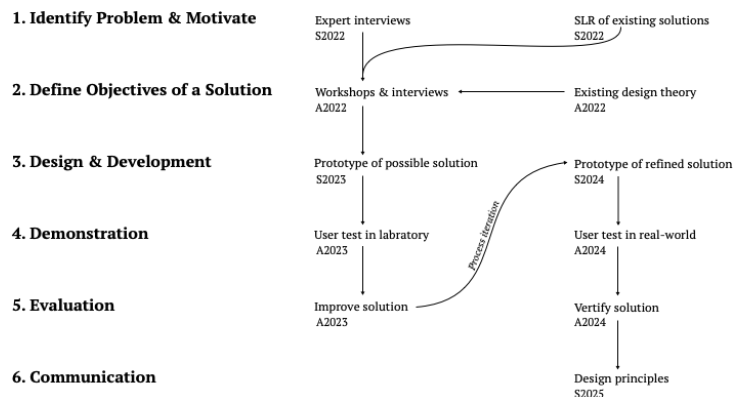 1. Identify Problem & Motivate
Expert interviews
S2022
SLR of existing solutions
S2022
2. Define Objectives of a Solution
Workshops & interviews
A2022
Existing design theory
A2022
3. Design & Development
Prototype of possible solution
S2023
Prototype of refined solution
S2024
4. Demonstration
User test in labratory
A2023
Process iteration
User test in real-world
A2024
5. Evaluation
Improve solution
A2023
Vertify solution
A2024
6. Communication
Design principles
S2025